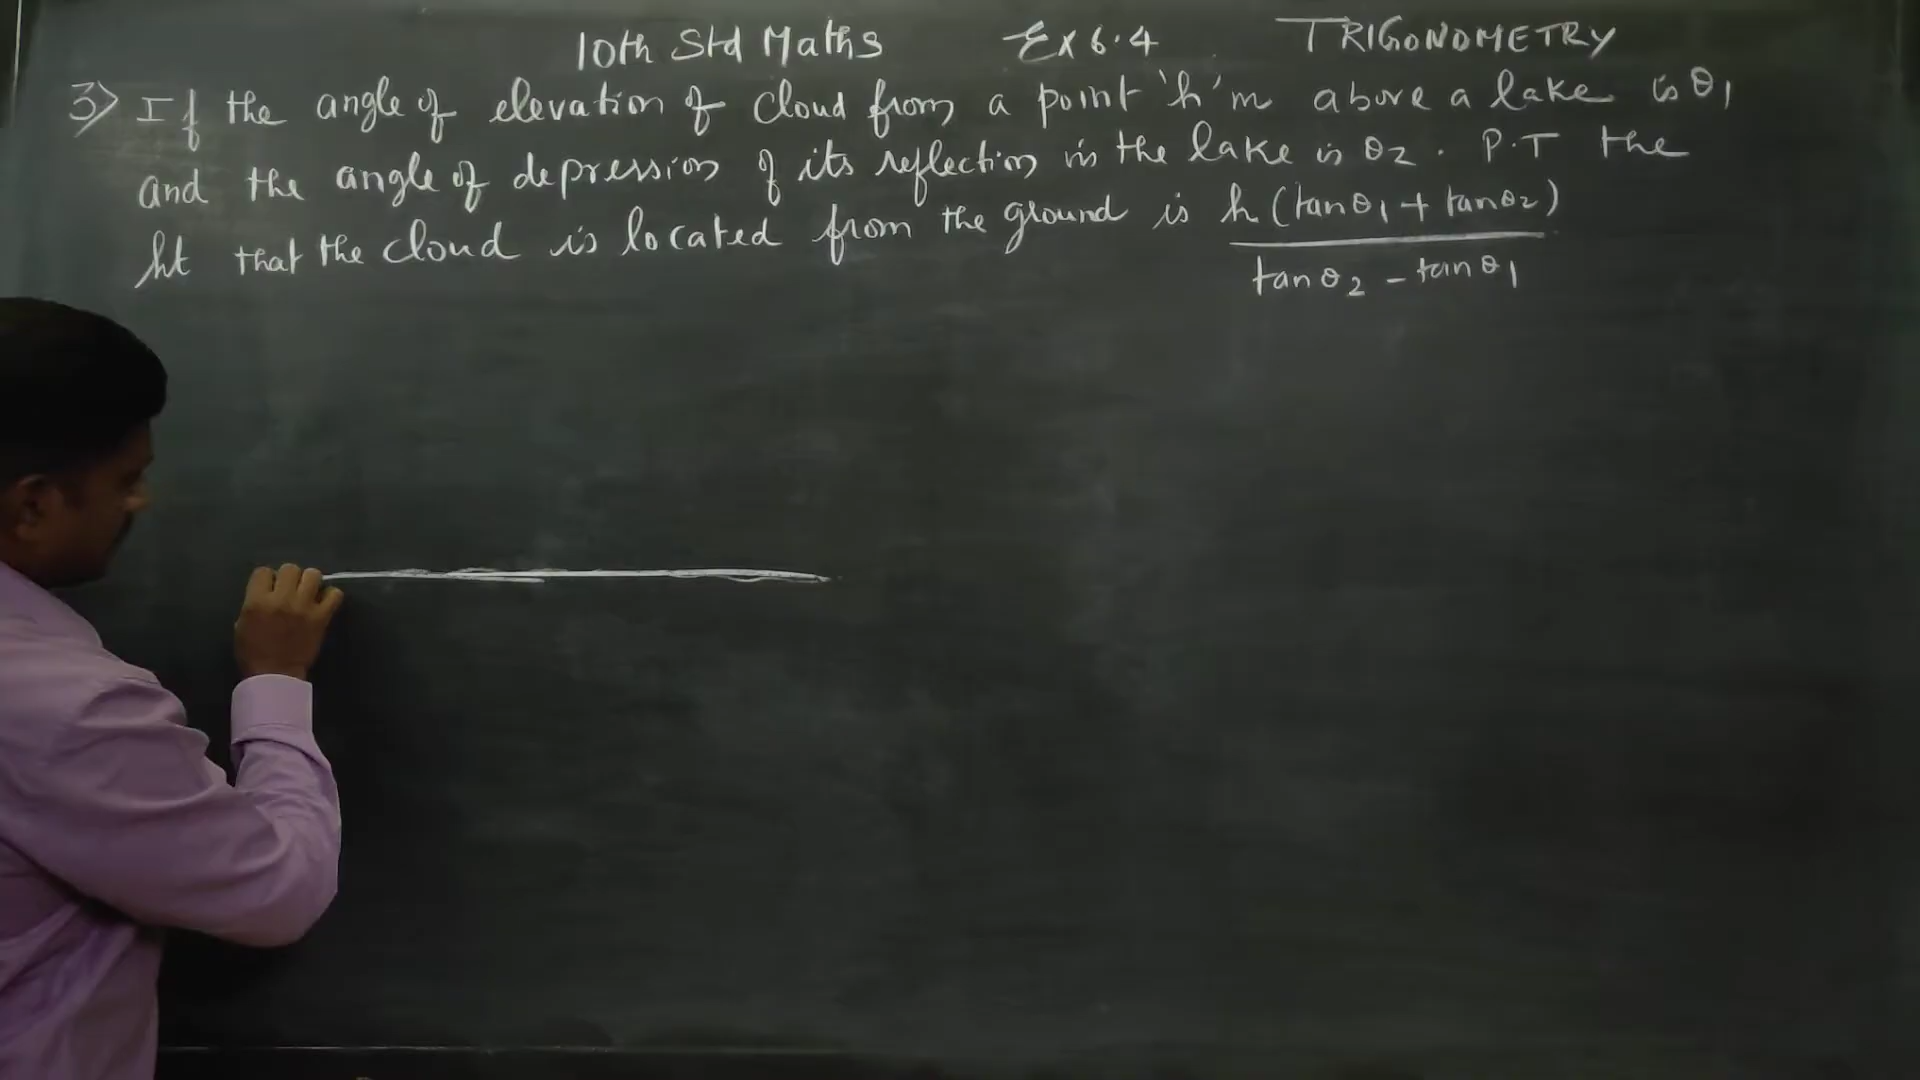 10th Std Maths Ex 6.4 TRIGONOMETRY
3) If the angle of elevation of cloud from a point 'h'm above a lake is θ1
and the angle of depression of its reflection in the lake is θ2. P.T the
ht that the cloud is located from the ground is h(tanθ1 + tanθ2)
tanθ2 - tanθ1